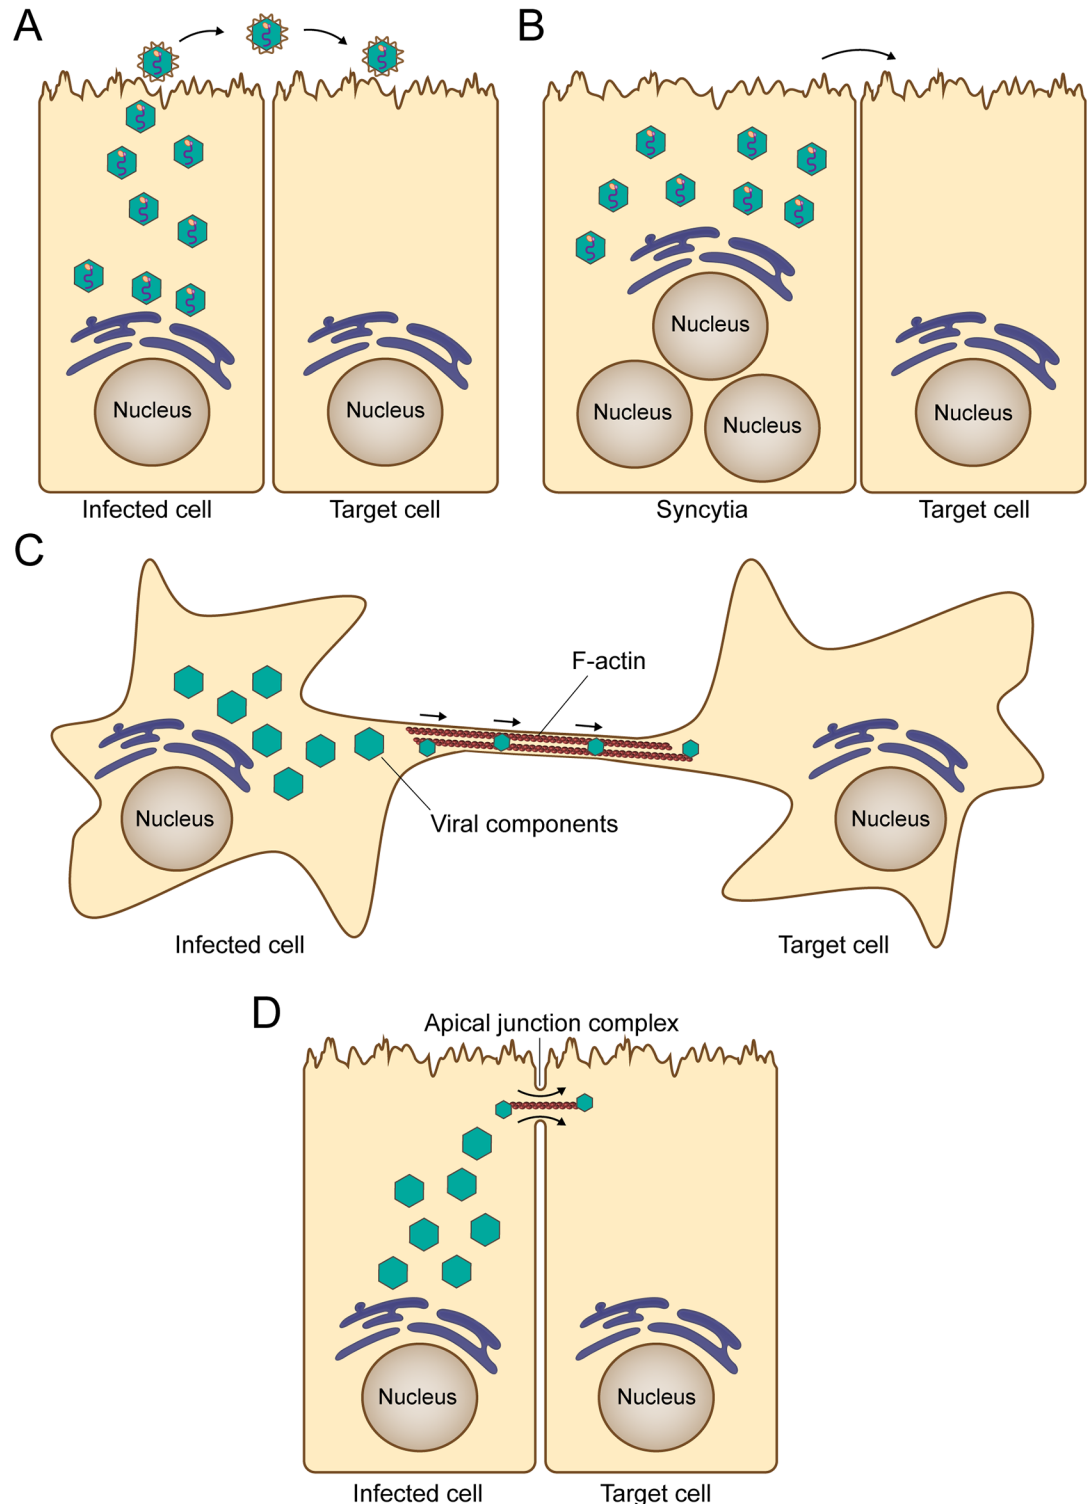 A
B
Nucleus
Nucleus
Nucleus
Nucleus
Nucleus
Nucleus
Infected cell
Target cell
Syncytia
Target cell
C
F-actin
Viral components
Nucleus
Nucleus
Infected cell
Target cell
D
Apical junction complex
Nucleus
Nucleus
Infected cell
Target cell